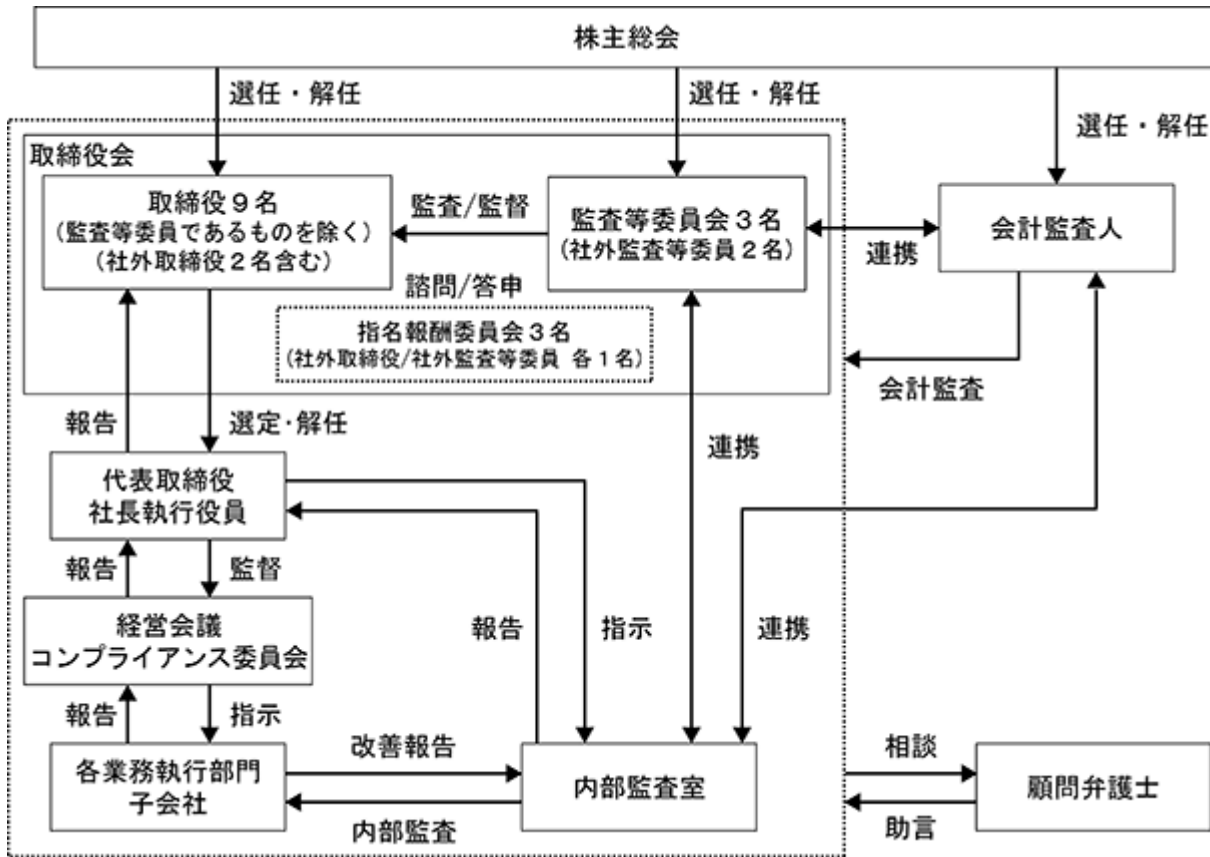 株主総会
選任・解任
選任・解任
選任・解任
取締役会
取締役９名
(監査等委員であるものを除く)
(社外取締役２名含む)
監査/監督
監査等委員会３名
(社外監査等委員２名)
連携
会計監査人
諮問/答申
指名報酬委員会３名
(社外取締役/社外監査等委員 各１名)
会計監査
報告
選定・解任
連携
代表取締役
社長執行役員
報告
監督
経営会議
コンプライアンス委員会
報告
指示
連携
報告
指示
各業務執行部門
子会社
改善報告
内部監査
内部監査室
相談
助言
顧問弁護士